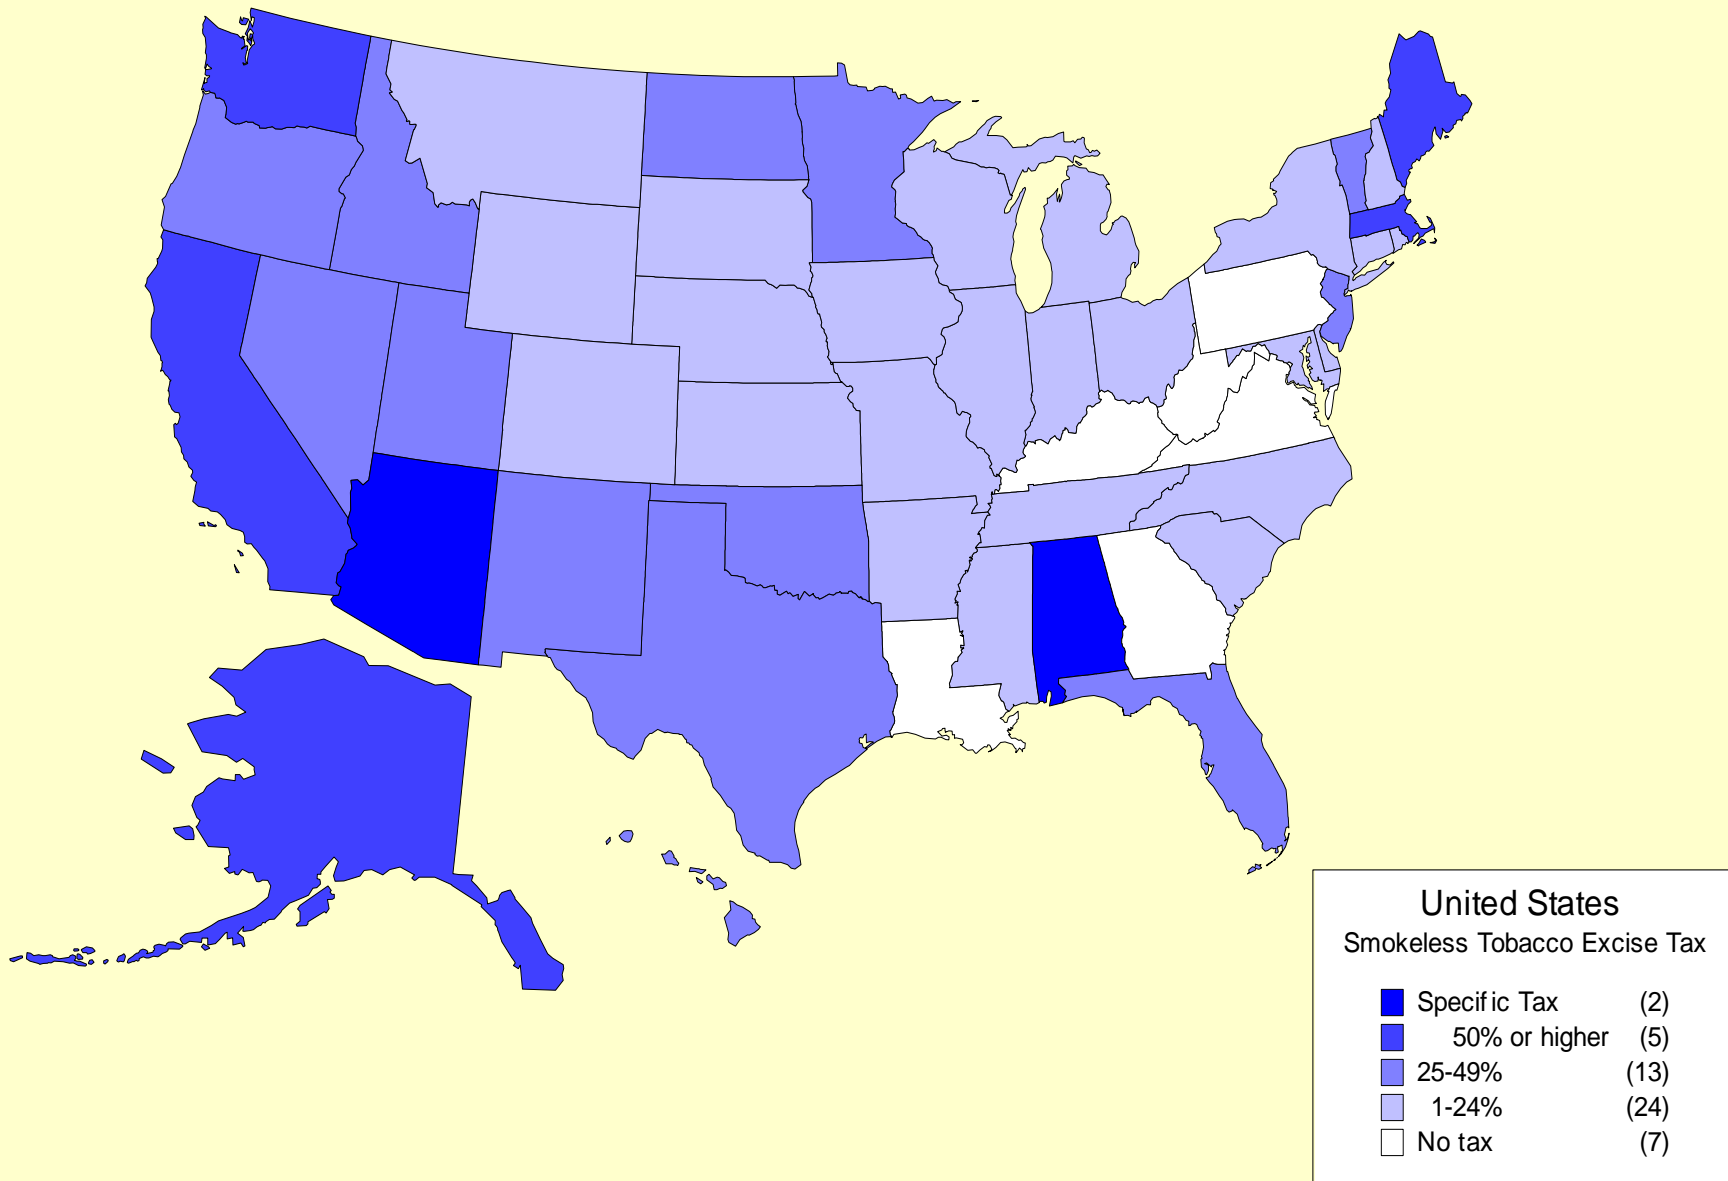 United States
Smokeless Tobacco Excise Tax
Specific Tax (2)
50% or higher (5)
25-49% (13)
1-24% (24)
No tax (7)